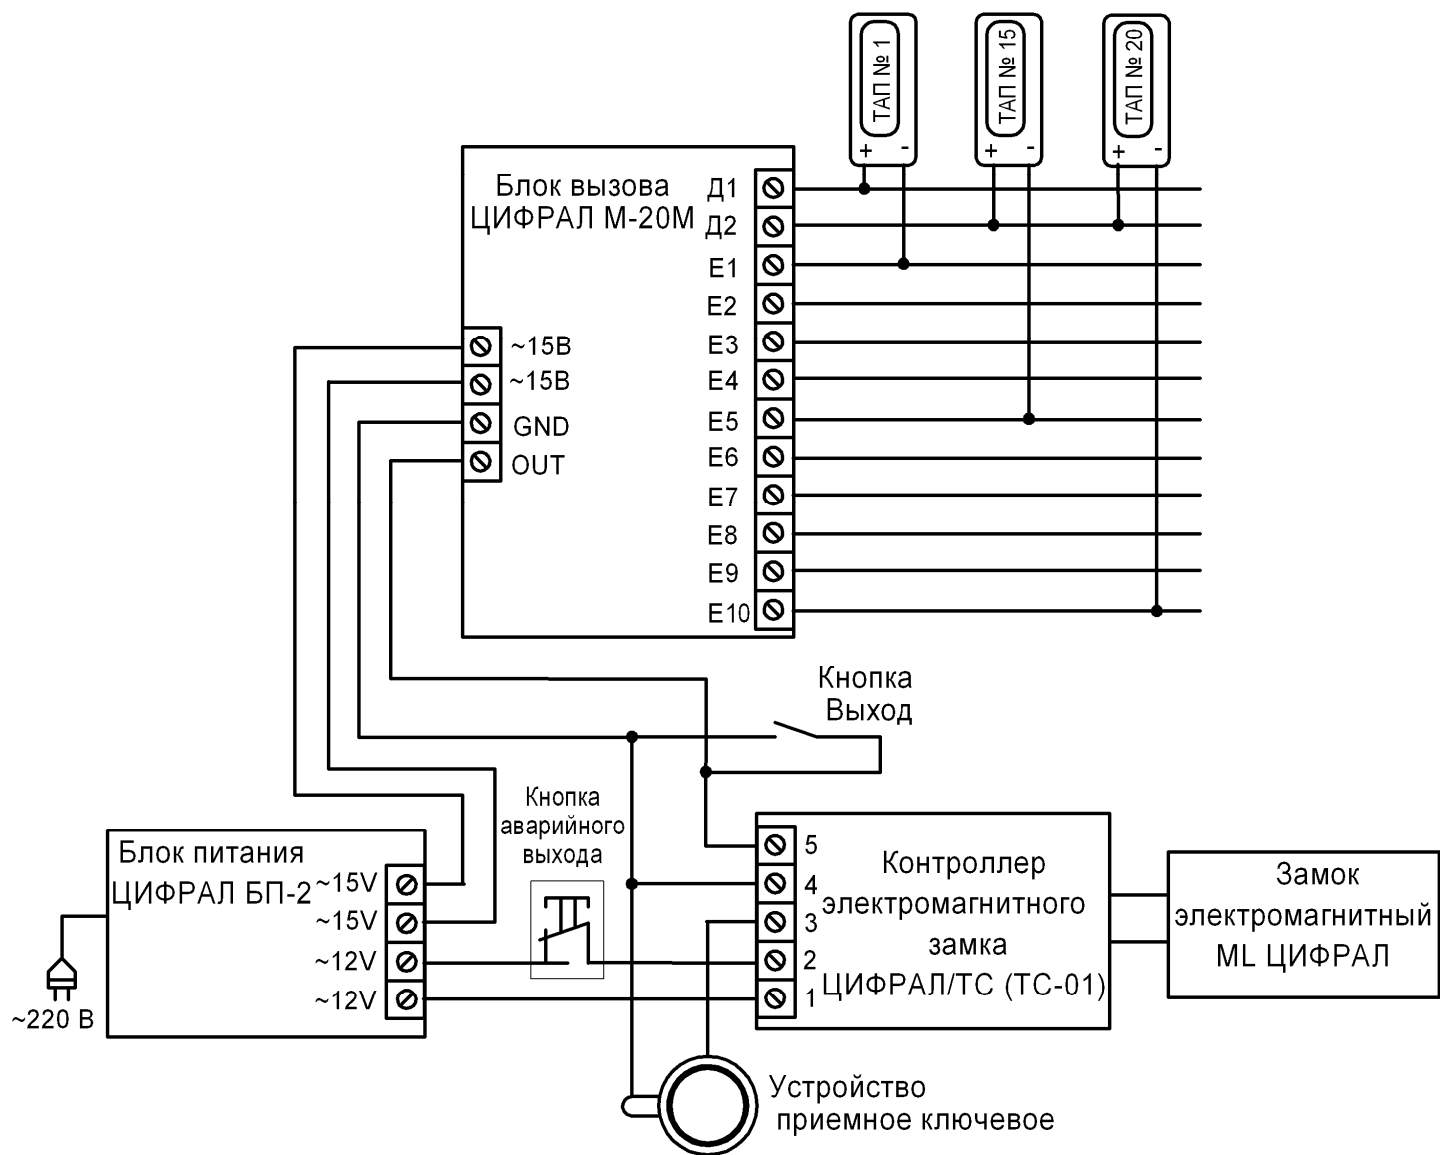 ТАП № 1
ТАП № 15
ТАП № 20
+ -
+ -
+ -
Блок вызова
ЦИФРАЛ М-20М
Д1
Д2
Е1
Е2
Е3
Е4
Е5
Е6
Е7
Е8
Е9
Е10
~15В
~15В
GND
OUT
Кнопка
Выход
Кнопка
аварийного
выхода
Блок питания
ЦИФРАЛ БП-2
~15V
~15V
~12V
~12V
~220 В
5
4
3
2
1
Контроллер
электромагнитного
замка
ЦИФРАЛ/ТС (ТС-01)
Замок
электромагнитный
ML ЦИФРАЛ
Устройство
приемное ключевое